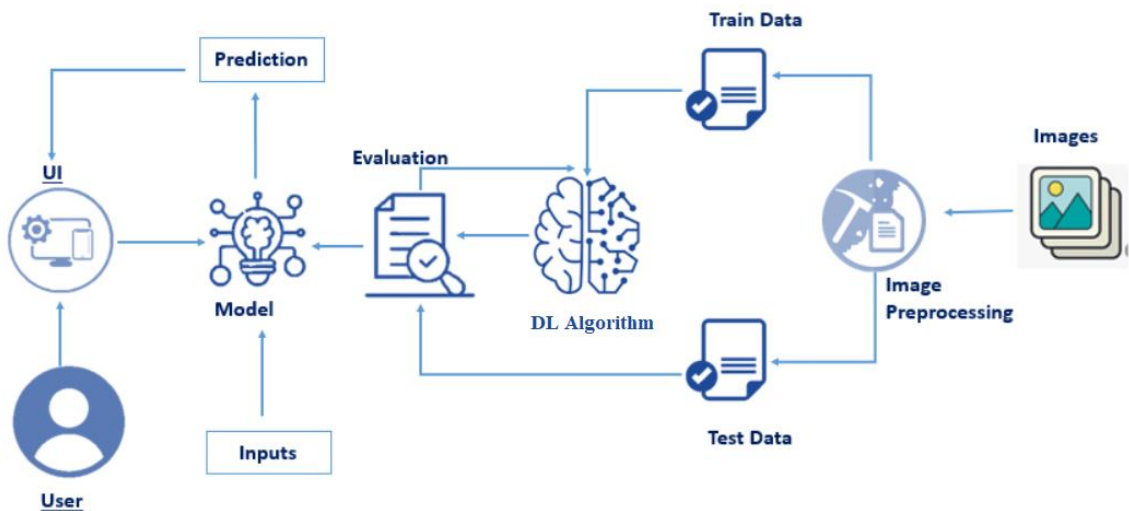 Train Data
Prediction
Images
Evaluation
UI
Image
Preprocessing
Model
DL Algorithm
Test Data
Inputs
User